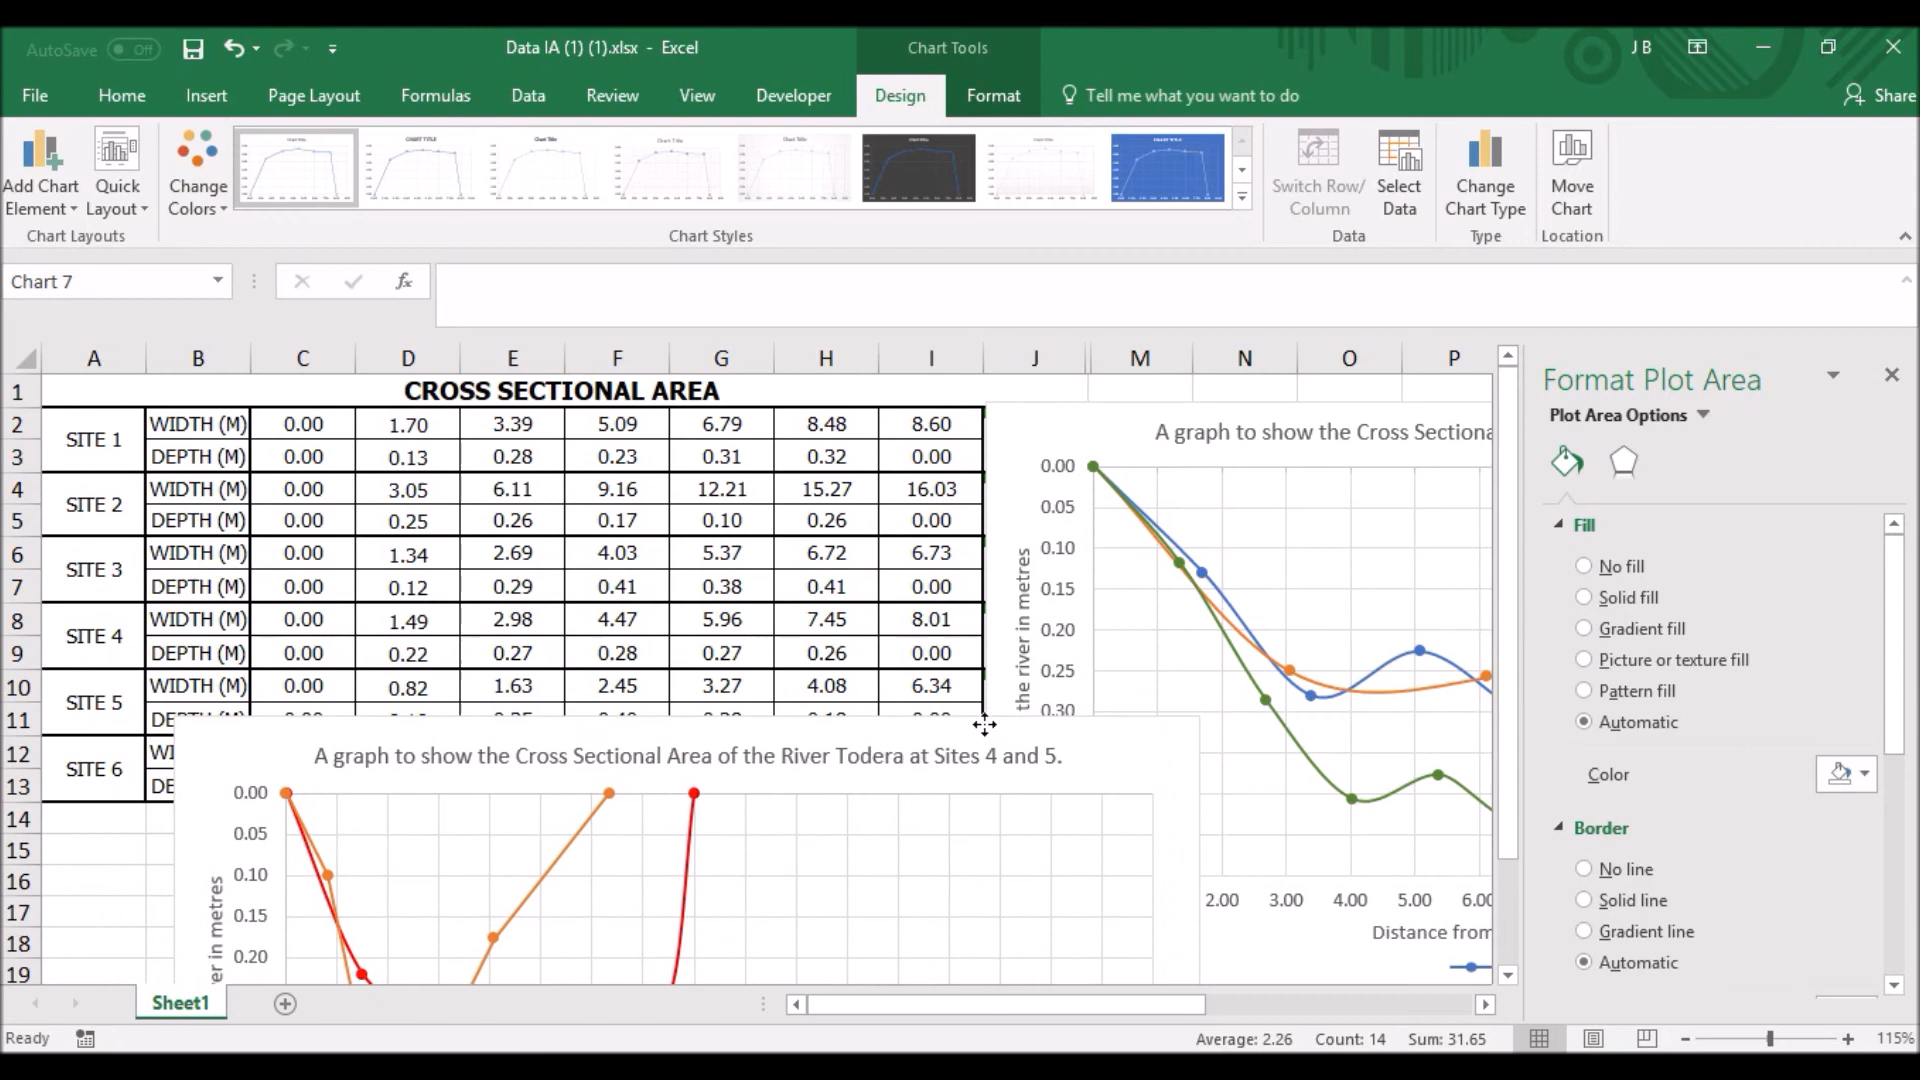 AutoSave Off Data IA (1) (1).xlsx - Excel Chart Tools J B
File Home Insert Page Layout Formulas Data Review View Developer Design Format Tell me what you want to do Share
Add Chart Element Quick Layout Change Colors Switch Row/ Column Select Data Change Chart Type Move Chart
Chart Layouts Chart Styles Data Type Location
Chart 7 fx
A B C D E F G H I J M N O P
1 CROSS SECTIONAL AREA
2 SITE 1 WIDTH (M) 0.00 1.70 3.39 5.09 6.79 8.48 8.60
3 DEPTH (M) 0.00 0.13 0.28 0.23 0.31 0.32 0.00
4 SITE 2 WIDTH (M) 0.00 3.05 6.11 9.16 12.21 15.27 16.03
5 DEPTH (M) 0.00 0.25 0.26 0.17 0.10 0.26 0.00
6 SITE 3 WIDTH (M) 0.00 1.34 2.69 4.03 5.37 6.72 6.73
7 DEPTH (M) 0.00 0.12 0.29 0.41 0.38 0.41 0.00
8 SITE 4 WIDTH (M) 0.00 1.49 2.98 4.47 5.96 7.45 8.01
9 DEPTH (M) 0.00 0.22 0.27 0.28 0.27 0.26 0.00
10 SITE 5 WIDTH (M) 0.00 0.82 1.63 2.45 3.27 4.08 6.34
11
12 SITE 6 WI
13 DE
14
15
16
17
18
19
A graph to show the Cross Sectiona
0.00
0.05
0.10
0.15
0.20
0.25
0.30
the river in metres
2.00 3.00 4.00 5.00 6.00
Distance from
A graph to show the Cross Sectional Area of the River Todera at Sites 4 and 5.
0.00
0.05
0.10
0.15
0.20
er in metres
Format Plot Area
Plot Area Options
Fill
No fill
Solid fill
Gradient fill
Picture or texture fill
Pattern fill
Automatic
Color
Border
No line
Solid line
Gradient line
Automatic
Sheet1
Ready Average: 2.26 Count: 14 Sum: 31.65 115%